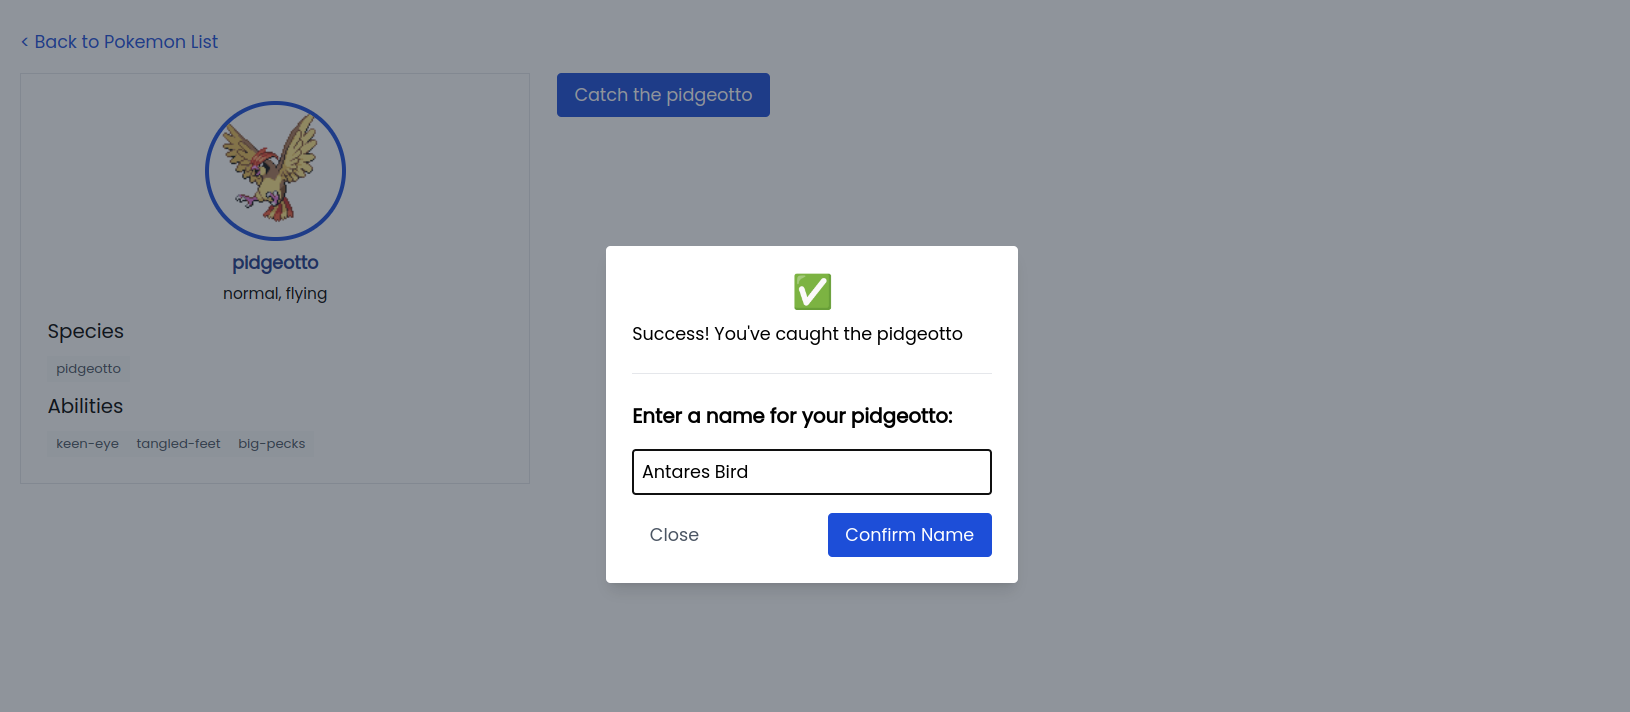 < Back to Pokemon List
Catch the pidgeotto
pidgeotto
normal, flying
Species
pidgeotto
Abilities
keen-eye tangled-feet big-pecks
Success! You've caught the pidgeotto
Enter a name for your pidgeotto:
Antares Bird
Close Confirm Name